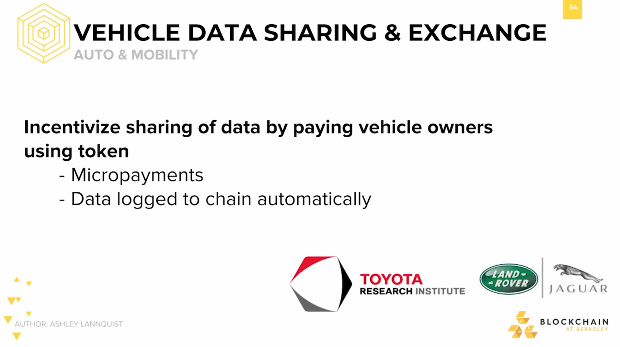 34
VEHICLE DATA SHARING & EXCHANGE
AUTO & MOBILITY
Incentivize sharing of data by paying vehicle owners
using token
- Micropayments
- Data logged to chain automatically
TOYOTA
RESEARCH INSTITUTE
LAND-
ROVER
JAGUAR
AUTHOR: ASHLEY LANNQUIST
BLOCKCHAIN
AT BERKELEY